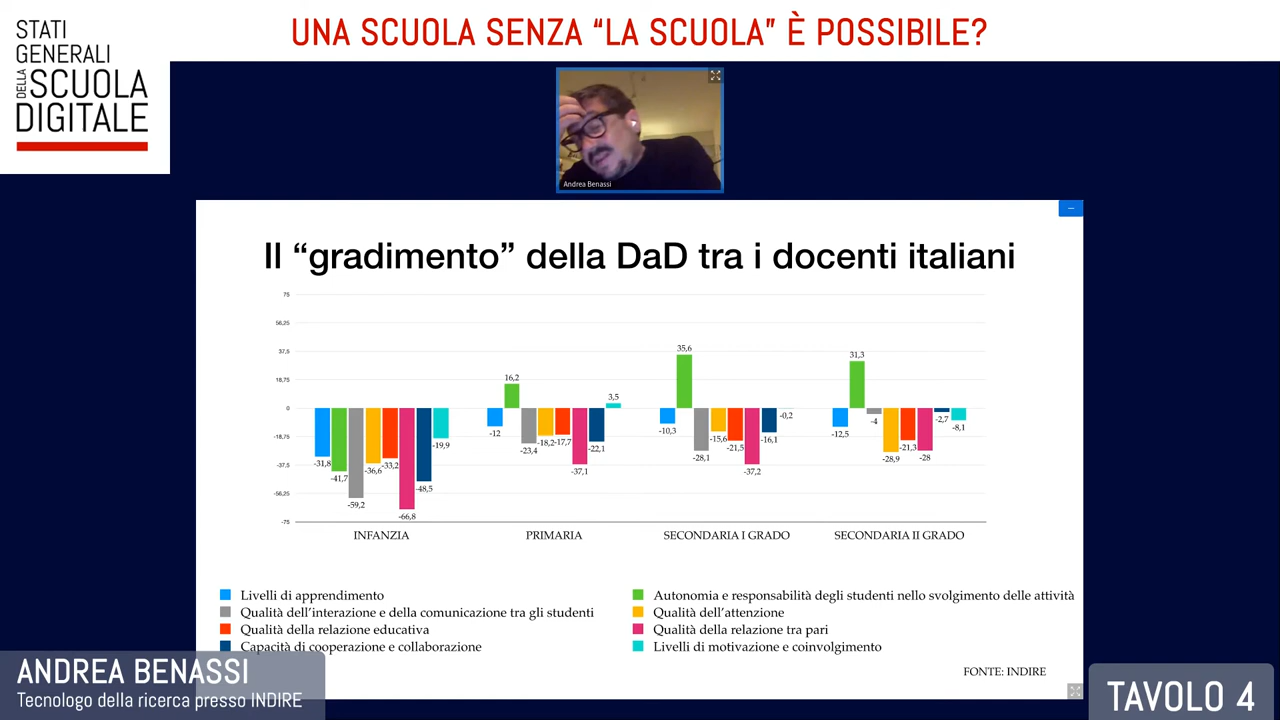 STATI
GENERALI
DELLA SCUOLA
DIGITALE
UNA SCUOLA SENZA “LA SCUOLA” È POSSIBILE?
Andrea Benassi
Il “gradimento” della DaD tra i docenti italiani
75
56,25
37,5
18,75
0
-18,75
-37,5
-56,25
-75
-31,8
-41,7
-59,2
-36,6
-33,2
-66,8
-48,5
-19,9
-12
16,2
-23,4
-18,2
-17,7
-37,1
-22,1
3,5
-10,3
35,6
-28,1
-15,6
-21,5
-37,2
-16,1
-0,2
-12,5
31,3
-4
-28,9
-21,3
-28
-2,7
-8,1
INFANZIA
PRIMARIA
SECONDARIA I GRADO
SECONDARIA II GRADO
Livelli di apprendimento
Autonomia e responsabilità degli studenti nello svolgimento delle attività
Qualità dell’interazione e della comunicazione tra gli studenti
Qualità dell’attenzione
Qualità della relazione educativa
Qualità della relazione tra pari
Capacità di cooperazione e collaborazione
Livelli di motivazione e coinvolgimento
FONTE: INDIRE
ANDREA BENASSI
Tecnologo della ricerca presso INDIRE
TAVOLO 4